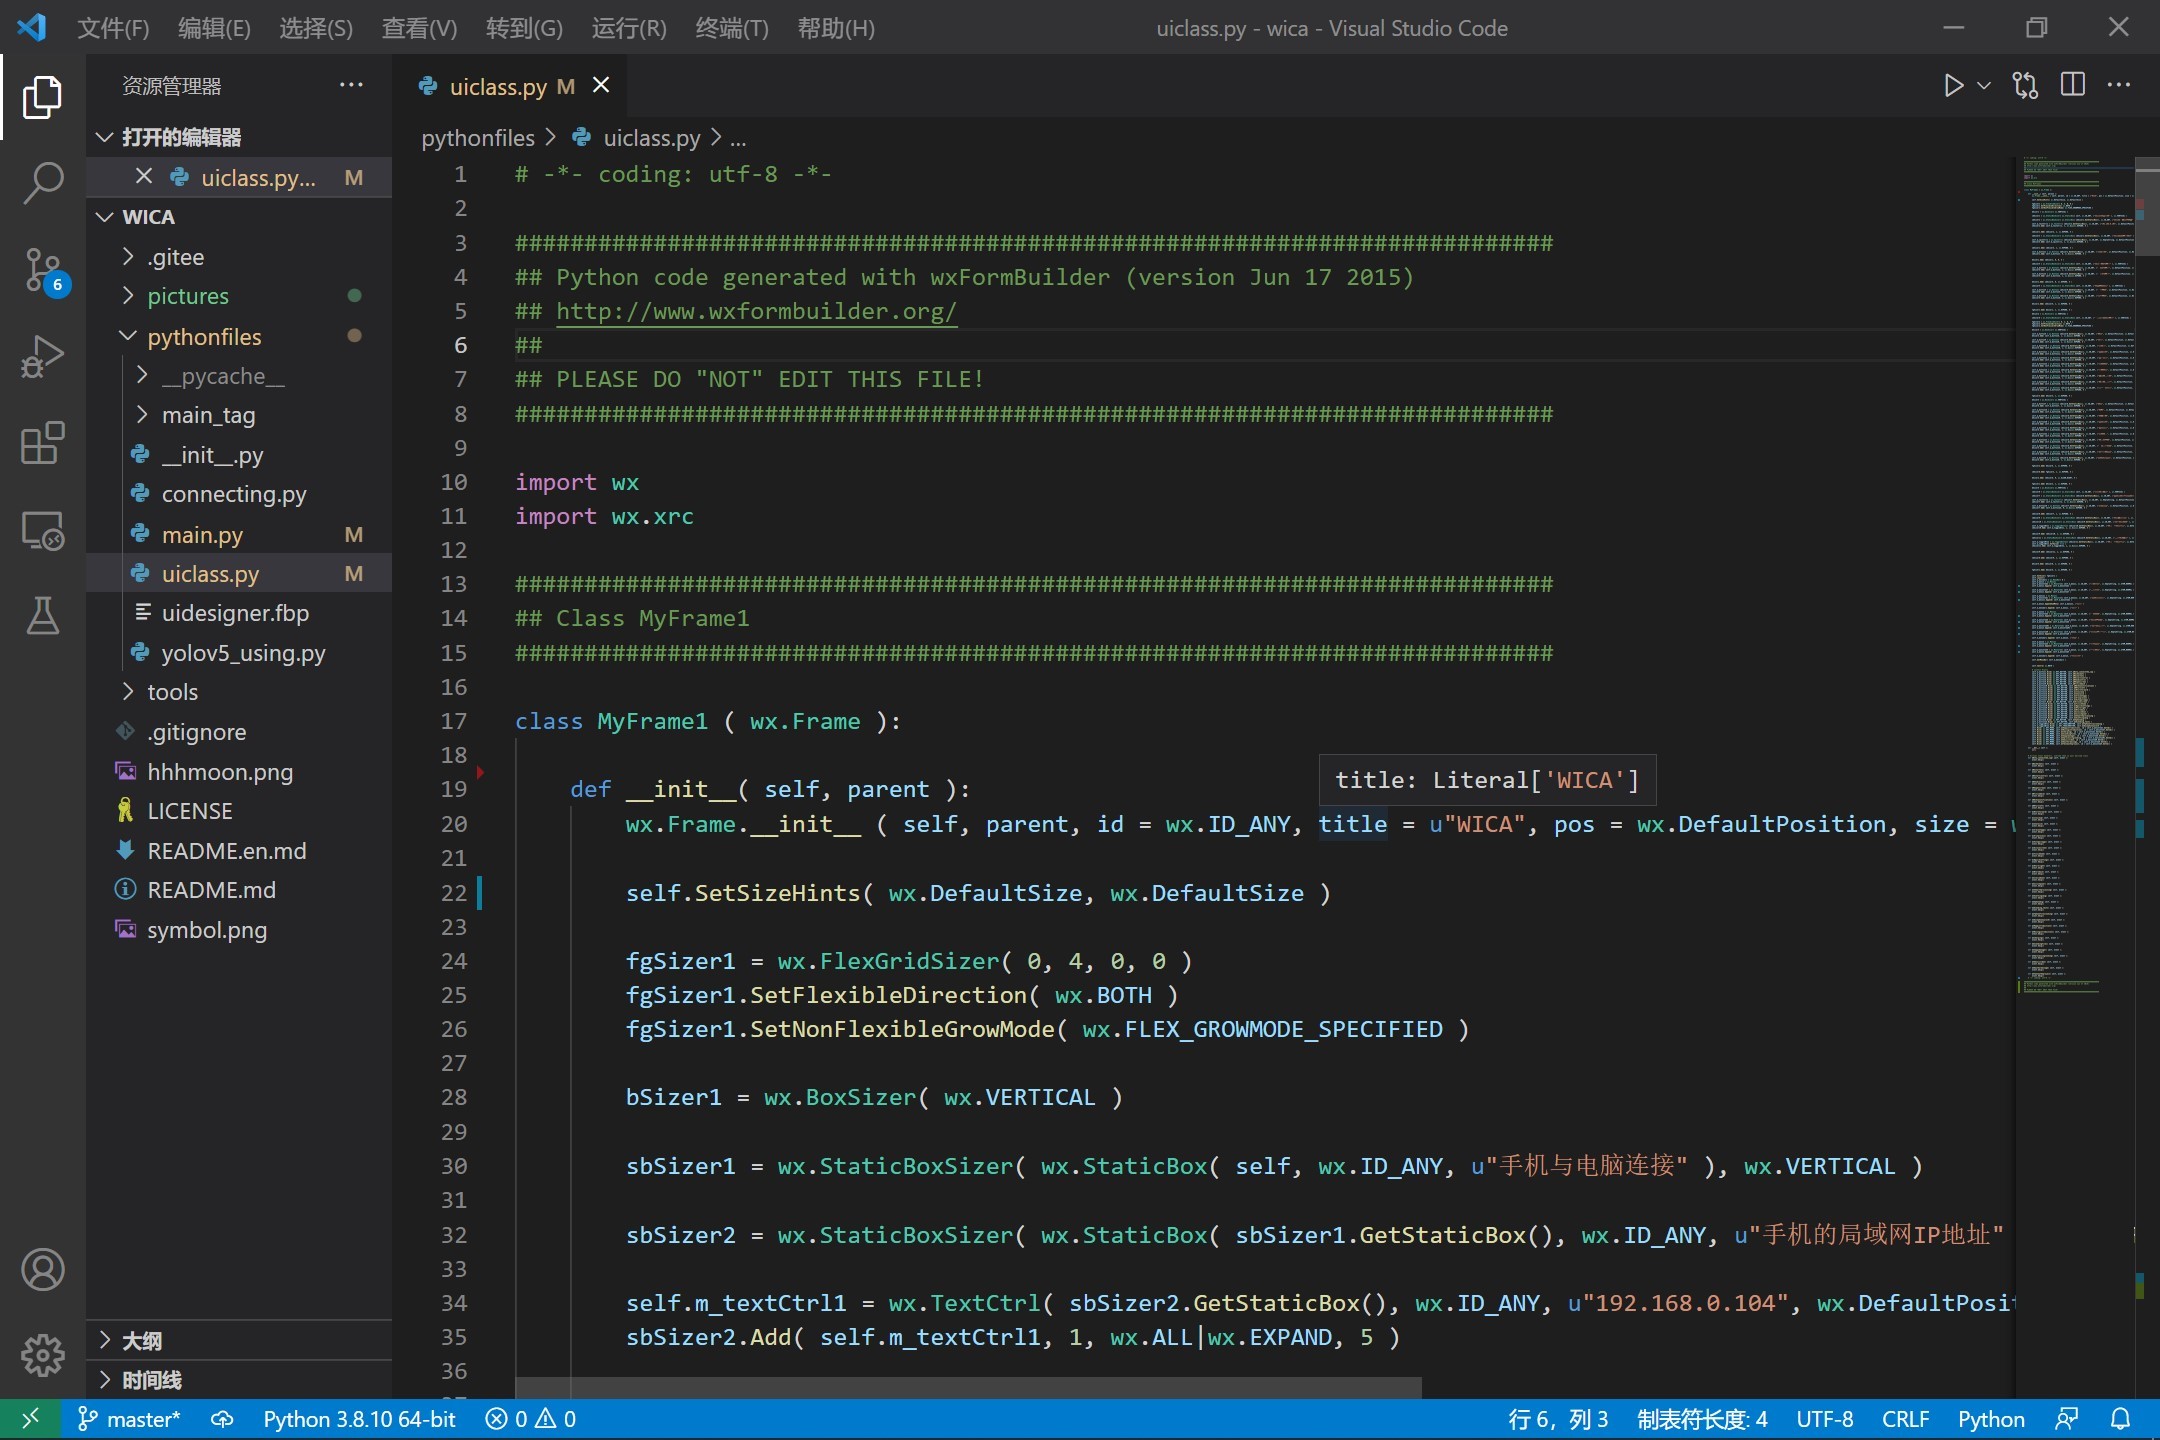 文件(F) 编辑(E) 选择(S) 查看(V) 转到(G) 运行(R) 终端(T) 帮助(H)
uiclass.py - wica - Visual Studio Code
资源管理器
打开的编辑器
uiclass.py... M
WICA
.gitee
pictures
pythonfiles
__pycache__
main_tag
__init__.py
connecting.py
main.py M
uiclass.py M
uidesigner.fbp
yolov5_using.py
tools
.gitignore
hhhmoon.png
LICENSE
README.en.md
README.md
symbol.png
大纲
时间线
6
uiclass.py M
pythonfiles > uiclass.py > ...
1 # -*- coding: utf-8 -*-
2
3 ###########################################################################
4 ## Python code generated with wxFormBuilder (version Jun 17 2015)
5 ## http://www.wxformbuilder.org/
6 ##
7 ## PLEASE DO "NOT" EDIT THIS FILE!
8 ###########################################################################
9
10 import wx
11 import wx.xrc
12
13 ###########################################################################
14 ## Class MyFrame1
15 ###########################################################################
16
17 class MyFrame1 ( wx.Frame ):
18
title: Literal['WICA']
19 def __init__( self, parent ):
20 wx.Frame.__init__ ( self, parent, id = wx.ID_ANY, title = u"WICA", pos = wx.DefaultPosition, size =
21
22 self.SetSizeHints( wx.DefaultSize, wx.DefaultSize )
23
24 fgSizer1 = wx.FlexGridSizer( 0, 4, 0, 0 )
25 fgSizer1.SetFlexibleDirection( wx.BOTH )
26 fgSizer1.SetNonFlexibleGrowMode( wx.FLEX_GROWMODE_SPECIFIED )
27
28 bSizer1 = wx.BoxSizer( wx.VERTICAL )
29
30 sbSizer1 = wx.StaticBoxSizer( wx.StaticBox( self, wx.ID_ANY, u"手机与电脑连接" ), wx.VERTICAL )
31
32 sbSizer2 = wx.StaticBoxSizer( wx.StaticBox( sbSizer1.GetStaticBox(), wx.ID_ANY, u"手机的局域网IP地址"
33
34 self.m_textCtrl1 = wx.TextCtrl( sbSizer2.GetStaticBox(), wx.ID_ANY, u"192.168.0.104", wx.DefaultPosit
35 sbSizer2.Add( self.m_textCtrl1, 1, wx.ALL|wx.EXPAND, 5 )
36
master* Python 3.8.10 64-bit 0 0 行 6, 列 3 制表符长度: 4 UTF-8 CRLF Python